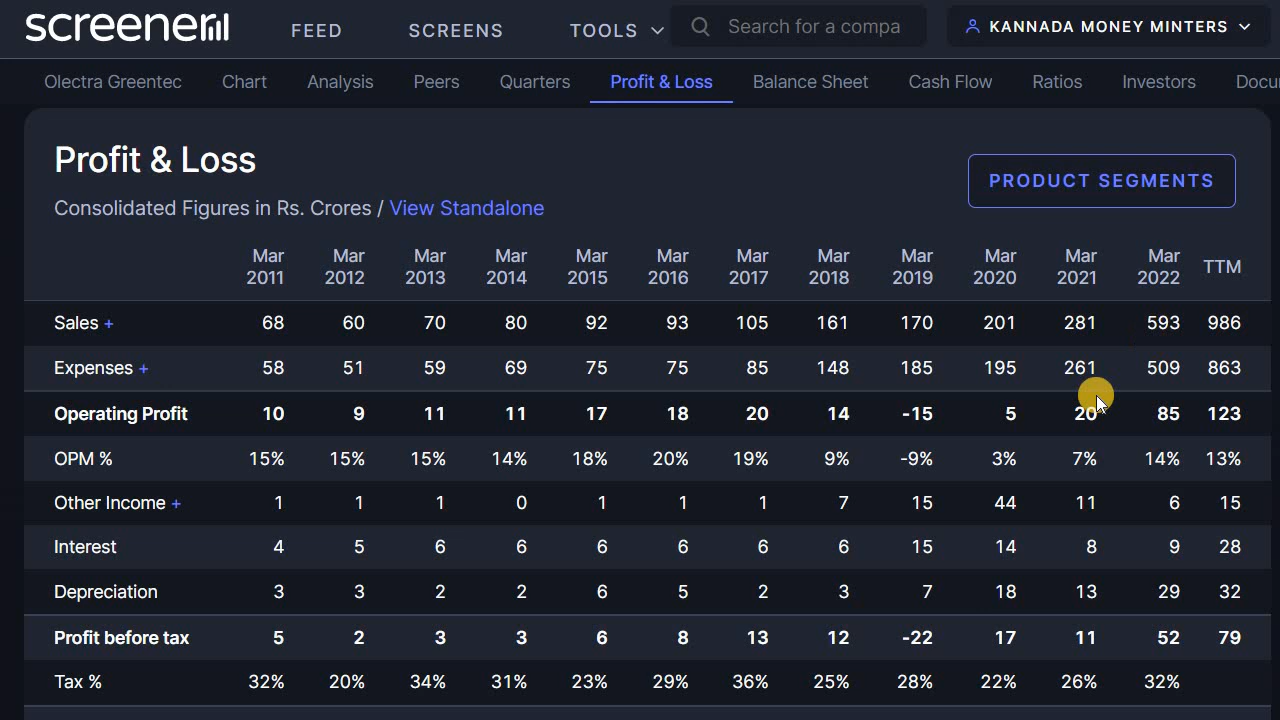 screener FEED SCREENS TOOLS Search for a compa KANNADA MONEY MINTERS
Olectra Greentec Chart Analysis Peers Quarters Profit & Loss Balance Sheet Cash Flow Ratios Investors Docu
Profit & Loss
PRODUCT SEGMENTS
Consolidated Figures in Rs. Crores / View Standalone
Mar 2011 Mar 2012 Mar 2013 Mar 2014 Mar 2015 Mar 2016 Mar 2017 Mar 2018 Mar 2019 Mar 2020 Mar 2021 Mar 2022 TTM
Sales + 68 60 70 80 92 93 105 161 170 201 281 593 986
Expenses + 58 51 59 69 75 75 85 148 185 195 261 509 863
Operating Profit 10 9 11 11 17 18 20 14 -15 5 20 85 123
OPM % 15% 15% 15% 14% 18% 20% 19% 9% -9% 3% 7% 14% 13%
Other Income + 1 1 1 0 1 1 1 7 15 44 11 6 15
Interest 4 5 6 6 6 6 6 6 15 14 8 9 28
Depreciation 3 3 2 2 6 5 2 3 7 18 13 29 32
Profit before tax 5 2 3 3 6 8 13 12 -22 17 11 52 79
Tax % 32% 20% 34% 31% 23% 29% 36% 25% 28% 22% 26% 32%